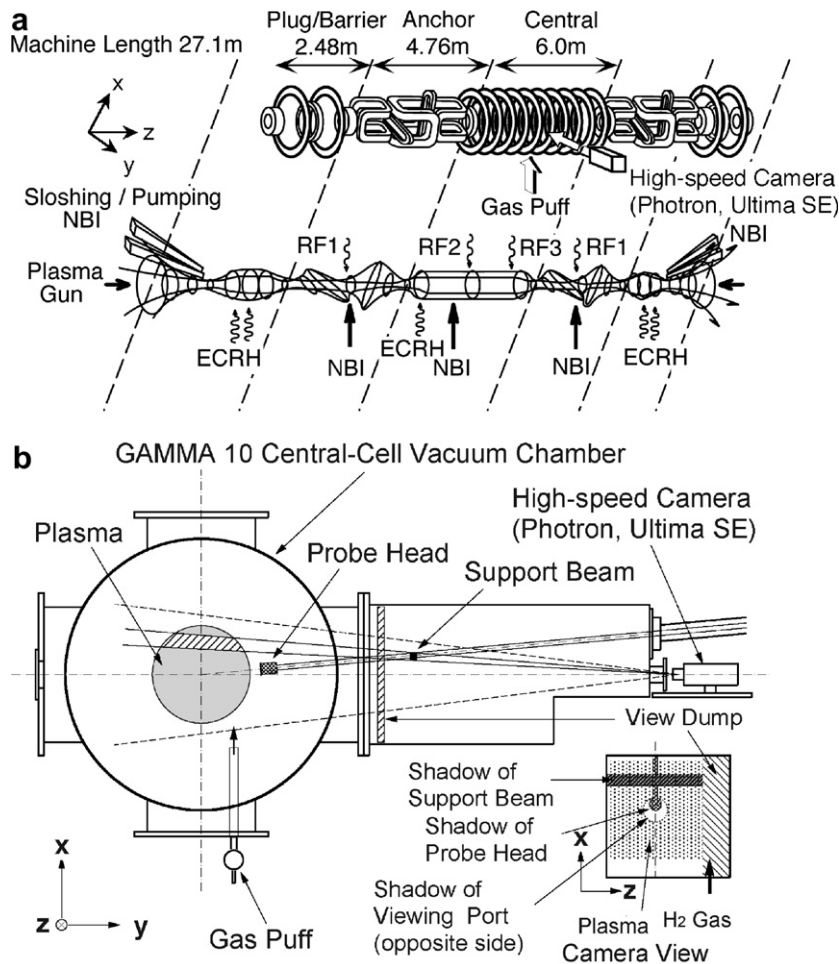 a
Machine Length 27.1m
Plug/Barrier
2.48m
Anchor
4.76m
Central
6.0m
x
z
y
Gas Puff
High-speed Camera
(Photron, Ultima SE)
Sloshing / Pumping
NBI
Plasma
Gun
RF1
RF2
RF3
RF1
NBI
ECRH
NBI
ECRH
NBI
NBI
ECRH
b
GAMMA 10 Central-Cell Vacuum Chamber
Plasma
Probe Head
Support Beam
High-speed Camera
(Photron, Ultima SE)
View Dump
Shadow of
Support Beam
Shadow of
Probe Head
Shadow of
Viewing Port
(opposite side)
x
z
Plasma
H2 Gas
Camera View
x
z
y
Gas Puff